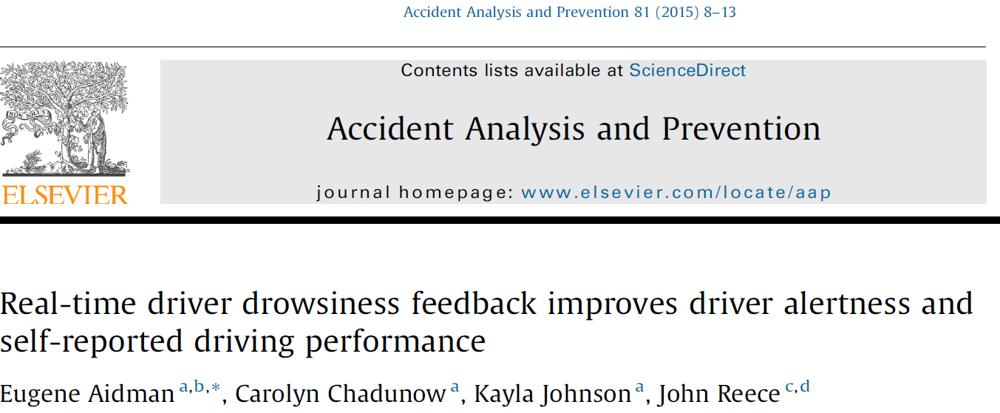 Accident Analysis and Prevention 81 (2015) 8–13
Contents lists available at ScienceDirect
Accident Analysis and Prevention
journal homepage: www.elsevier.com/locate/aap
NON SOLUS
ELSEVIER
Real-time driver drowsiness feedback improves driver alertness and
self-reported driving performance
Eugene Aidman a,b,*, Carolyn Chadunow a, Kayla Johnson a, John Reece c,d